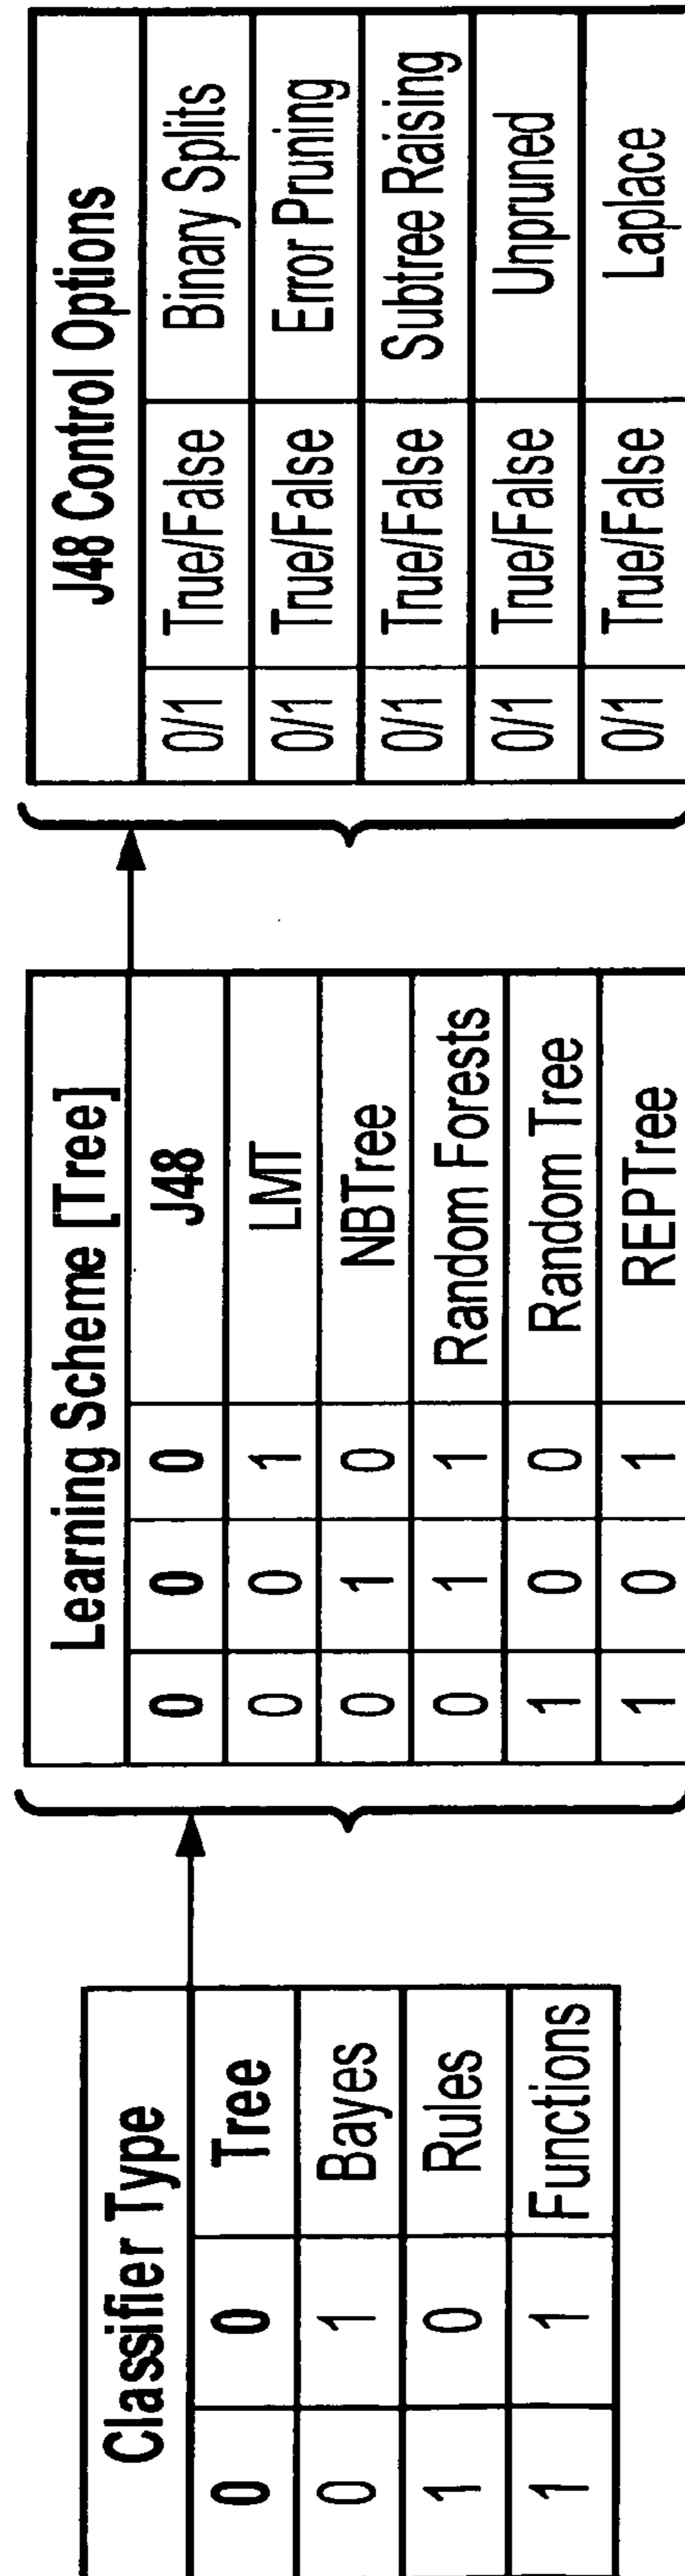 Classifier Type
0 0 Tree
0 1 Bayes
1 0 Rules
1 1 Functions
Learning Scheme [Tree]
0 0 0 J48
0 0 1 LMT
0 1 0 NBTree
0 1 1 Random Forests
1 0 0 Random Tree
1 0 1 REPTree
J48 Control Options
0/1 True/False Binary Splits
0/1 True/False Error Pruning
0/1 True/False Subtree Raising
0/1 True/False Unpruned
0/1 True/False Laplace